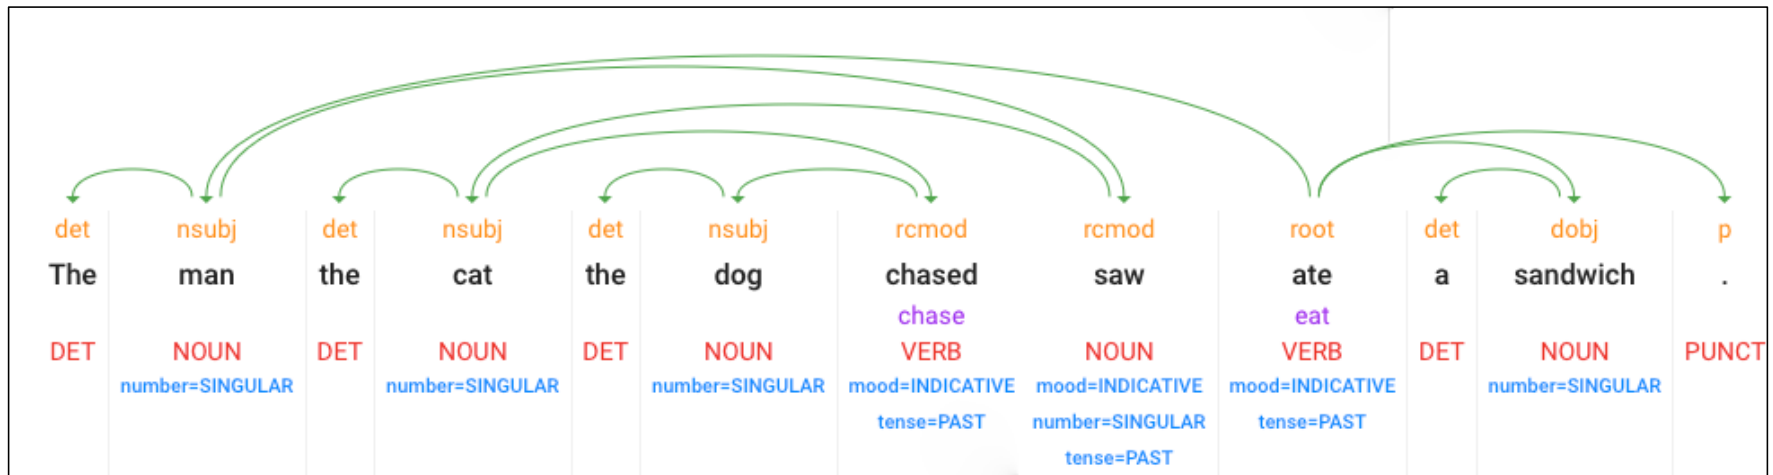 det nsubj det nsubj det nsubj rcmod rcmod root det dobj p
The man the cat the dog chased saw ate a sandwich .
chase eat
DET NOUN DET NOUN DET NOUN VERB NOUN VERB DET NOUN PUNCT
number=SINGULAR number=SINGULAR number=SINGULAR mood=INDICATIVE mood=INDICATIVE mood=INDICATIVE number=SINGULAR
tense=PAST number=SINGULAR tense=PAST
tense=PAST